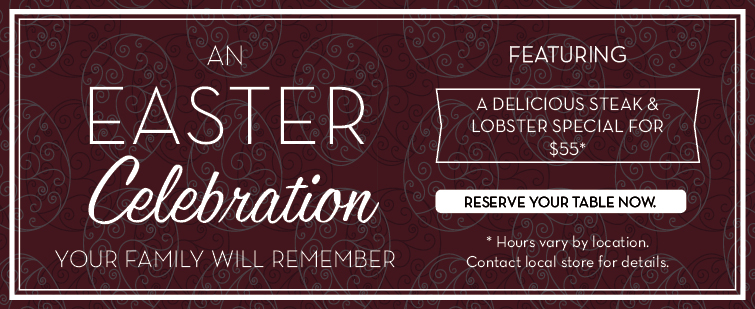 AN
EASTER
Celebration
YOUR FAMILY WILL REMEMBER
FEATURING
A DELICIOUS STEAK &
LOBSTER SPECIAL FOR
$55*
RESERVE YOUR TABLE NOW.
* Hours vary by location.
Contact local store for details.